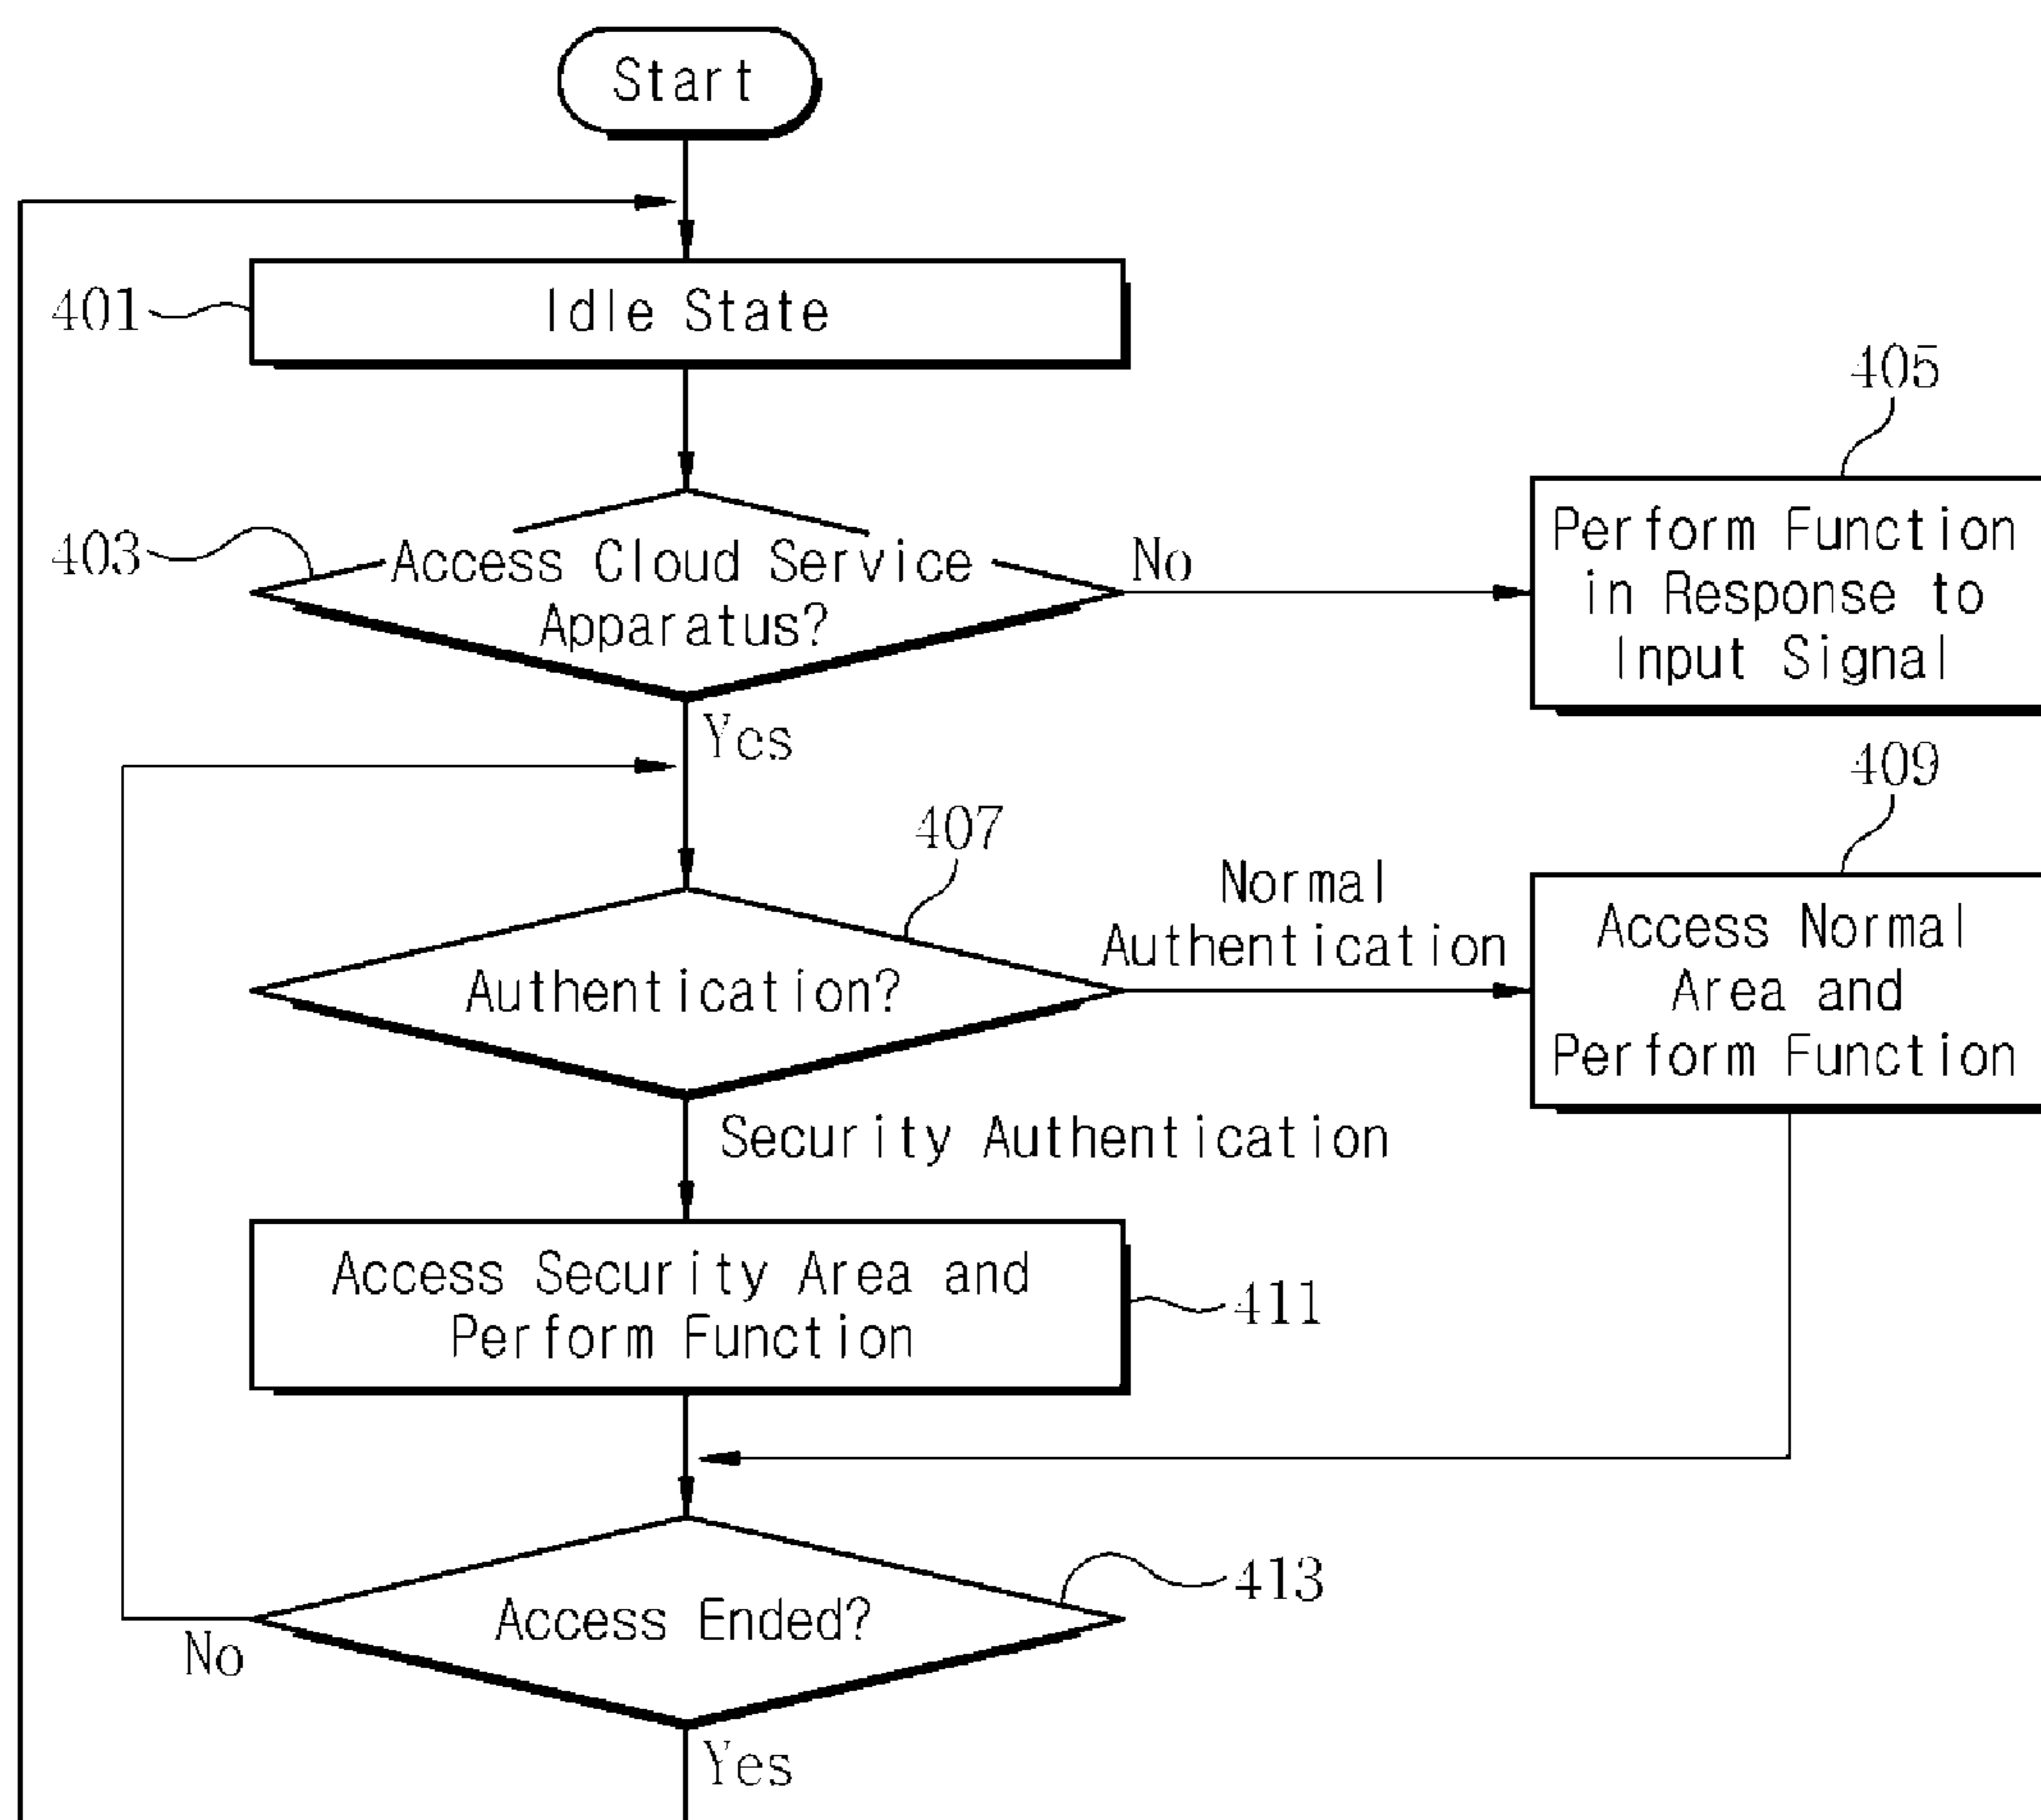 Start
401
Idle State
405
403
Access Cloud Service
Apparatus?
No
Perform Function
in Response to
Input Signal
Yes
409
407
Normal
Authentication
Authentication?
Access Normal
Area and
Perform Function
Security Authentication
Access Security Area and
Perform Function
411
413
Access Ended?
No
Yes